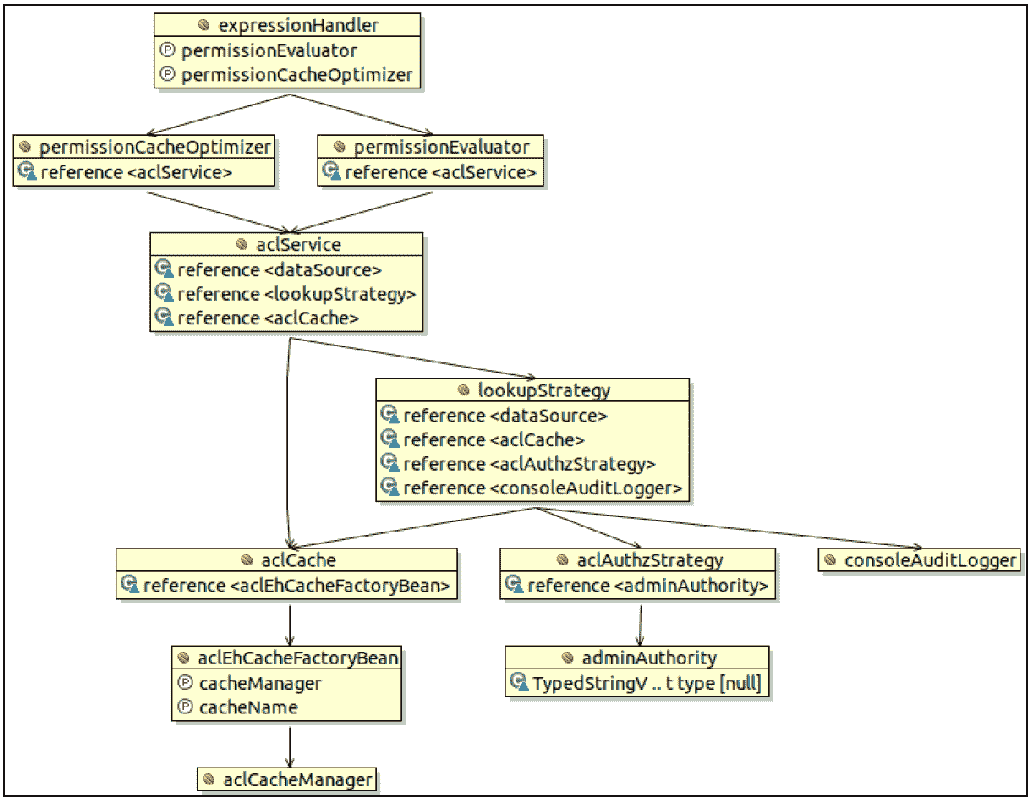 expressionHandler
permissionEvaluator
permissionCacheOptimizer
permissionCacheOptimizer
reference <aclService>
permissionEvaluator
reference <aclService>
aclService
reference <dataSource>
reference <lookupStrategy>
reference <aclCache>
lookupStrategy
reference <dataSource>
reference <aclCache>
reference <aclAuthzStrategy>
reference <consoleAuditLogger>
aclCache
reference <aclEhCacheFactoryBean>
aclAuthzStrategy
reference <adminAuthority>
consoleAuditLogger
aclEhCacheFactoryBean
cacheManager
cacheName
adminAuthority
TypedStringV .. t type [null]
aclCacheManager